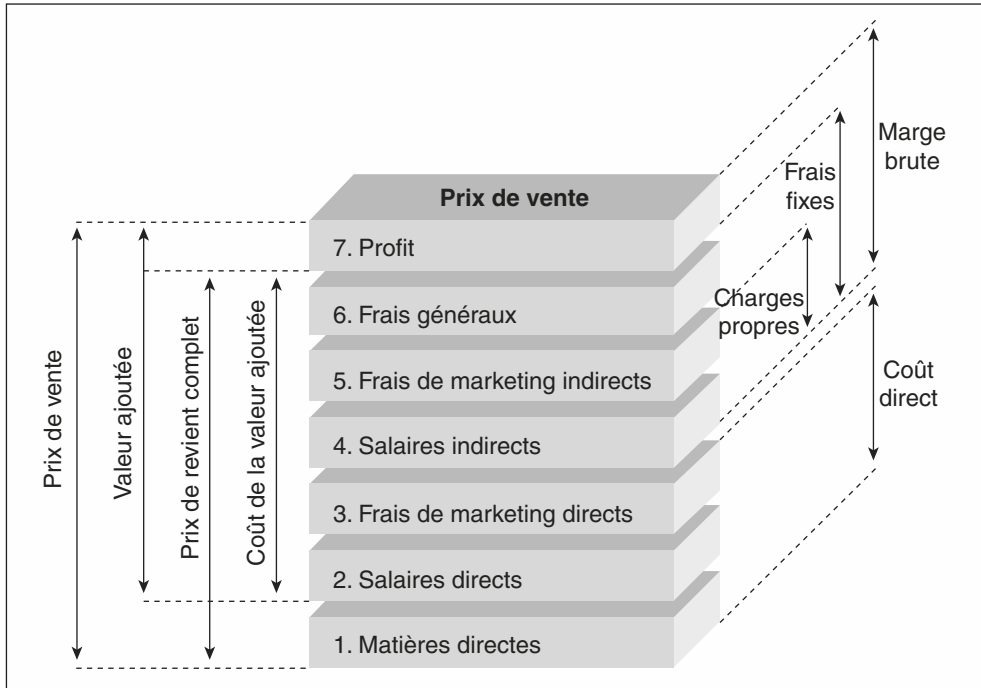 Prix de vente
7. Profit
6. Frais généraux
5. Frais de marketing indirects
4. Salaires indirects
3. Frais de marketing directs
2. Salaires directs
1. Matières directes
Prix de vente
Valeur ajoutée
Prix de revient complet
Coût de la valeur ajoutée
Charges
propres
Frais
fixes
Marge
brute
Coût
direct